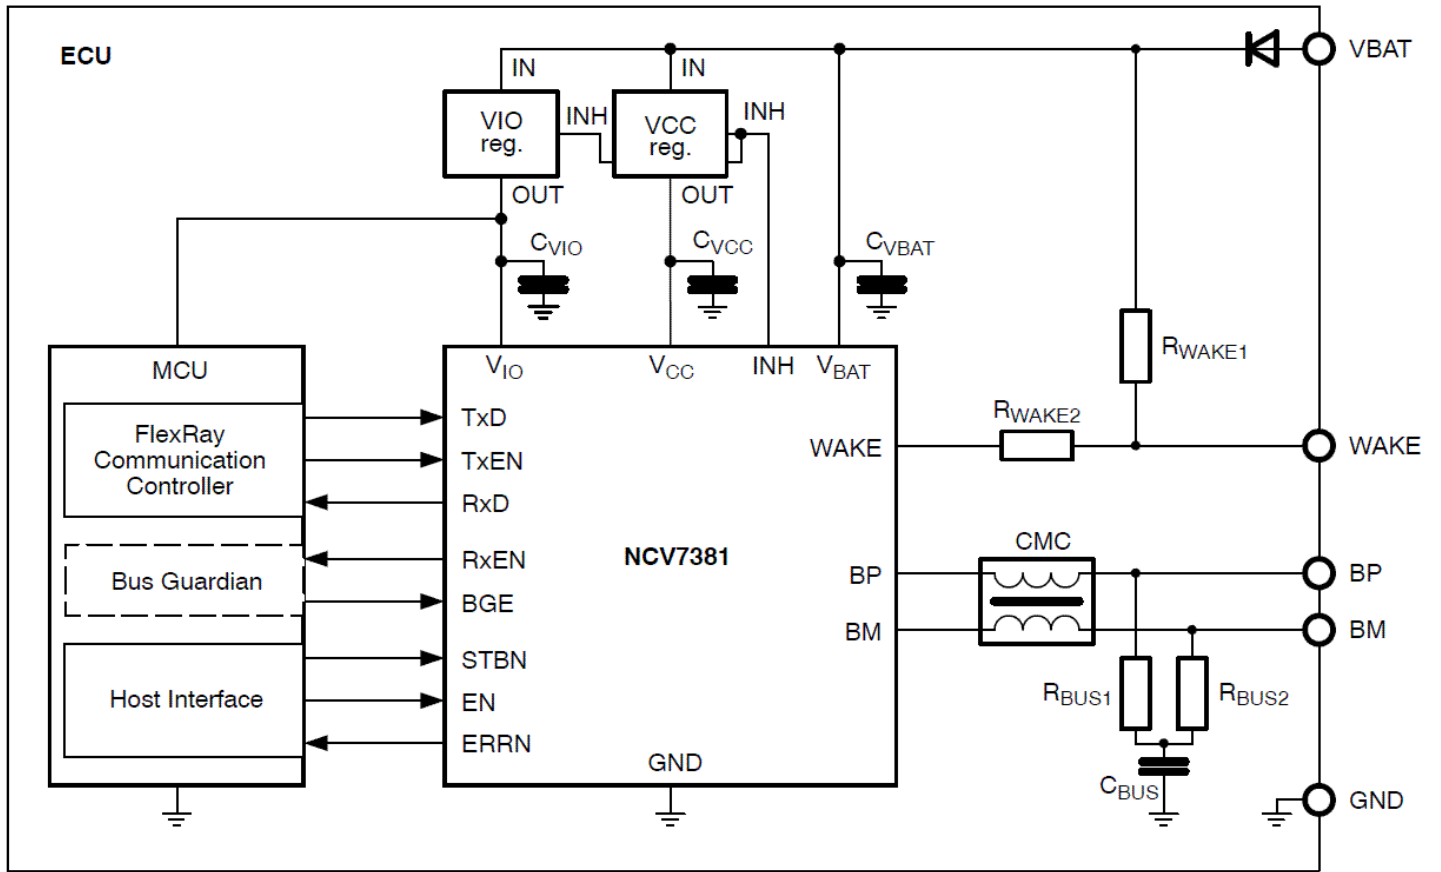 ECU
VBAT
IN
IN
VIO
reg.
INH
VCC
reg.
INH
OUT
OUT
CVIO
CVCC
CVBAT
MCU
VIO
VCC
INH
VBAT
RWAKE1
FlexRay
Communication
Controller
TxD
TxEN
RxD
RWAKE2
WAKE
WAKE
Bus Guardian
RxEN
BGE
NCV7381
CMC
BP
BP
BM
BM
Host Interface
STBN
EN
ERRN
RBUS1
RBUS2
GND
CBUS
GND